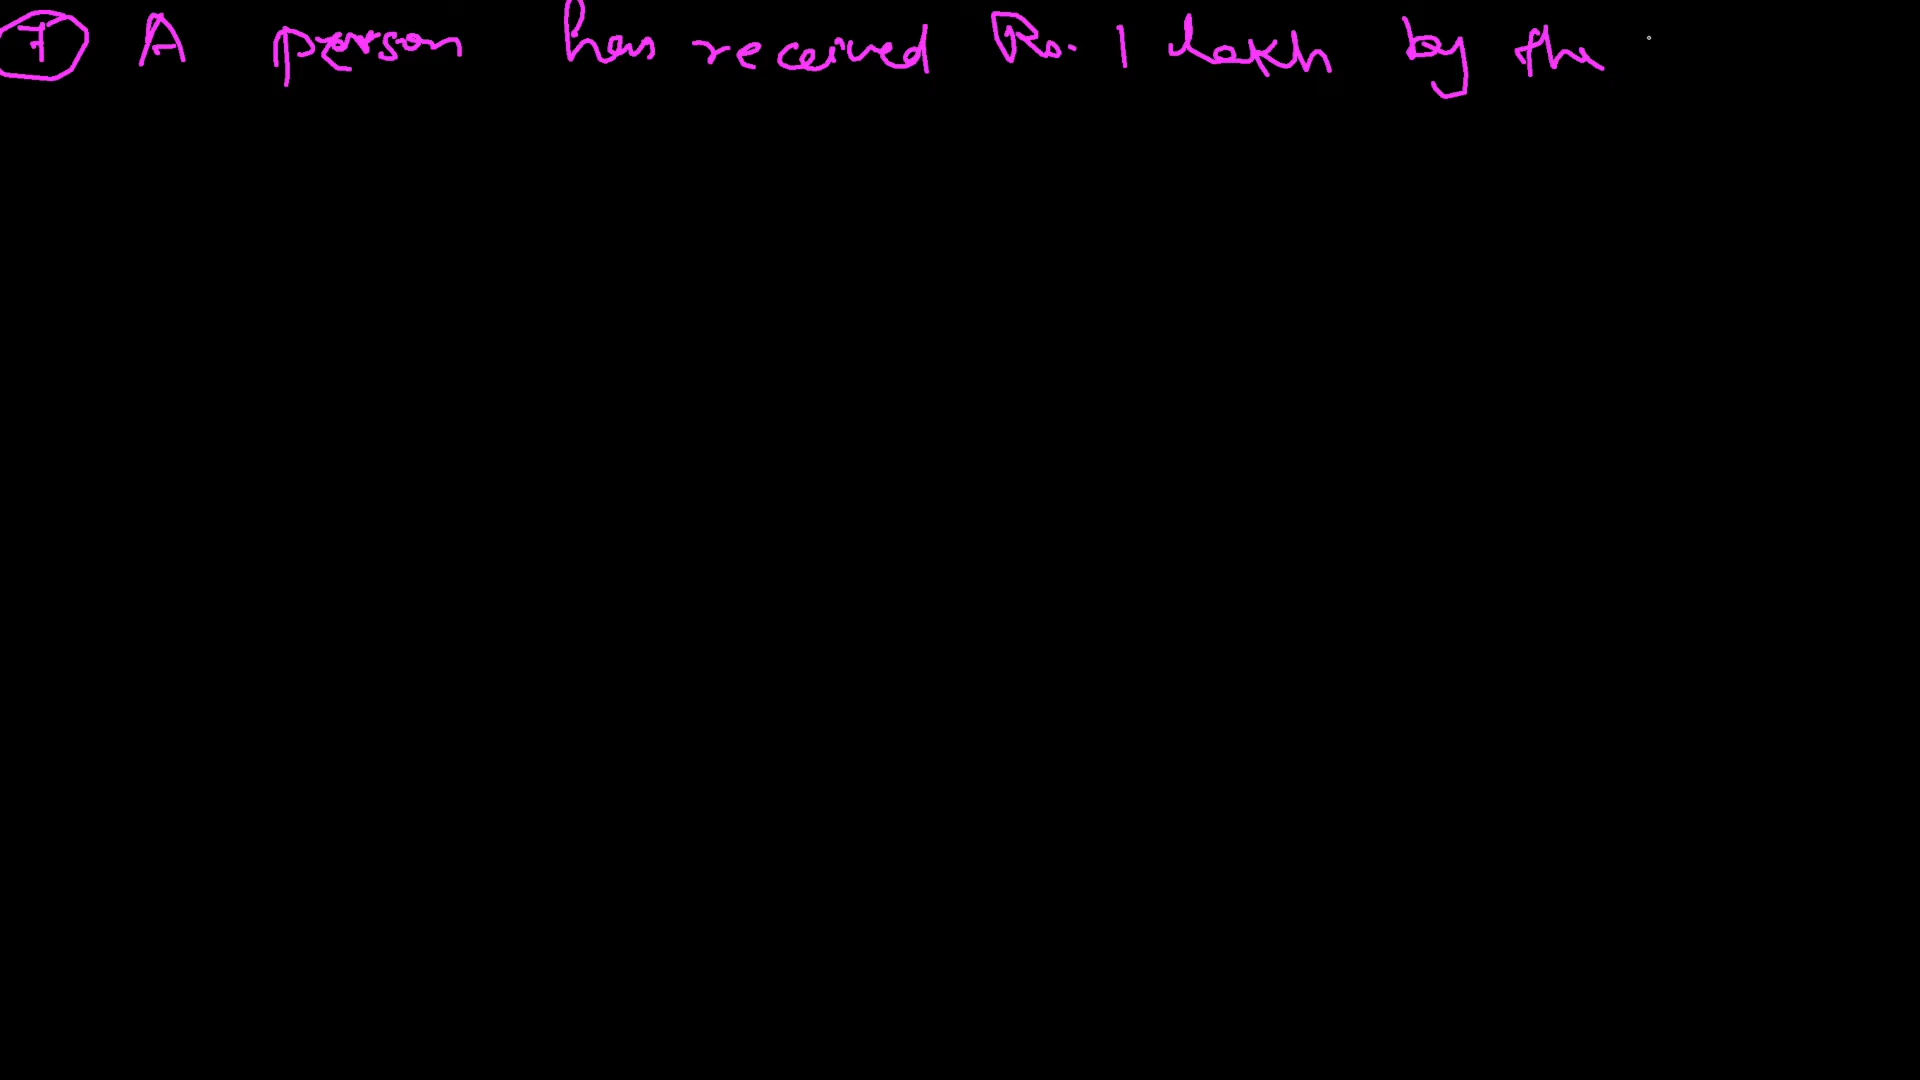 7 A person has received Rs. 1 lakh by the